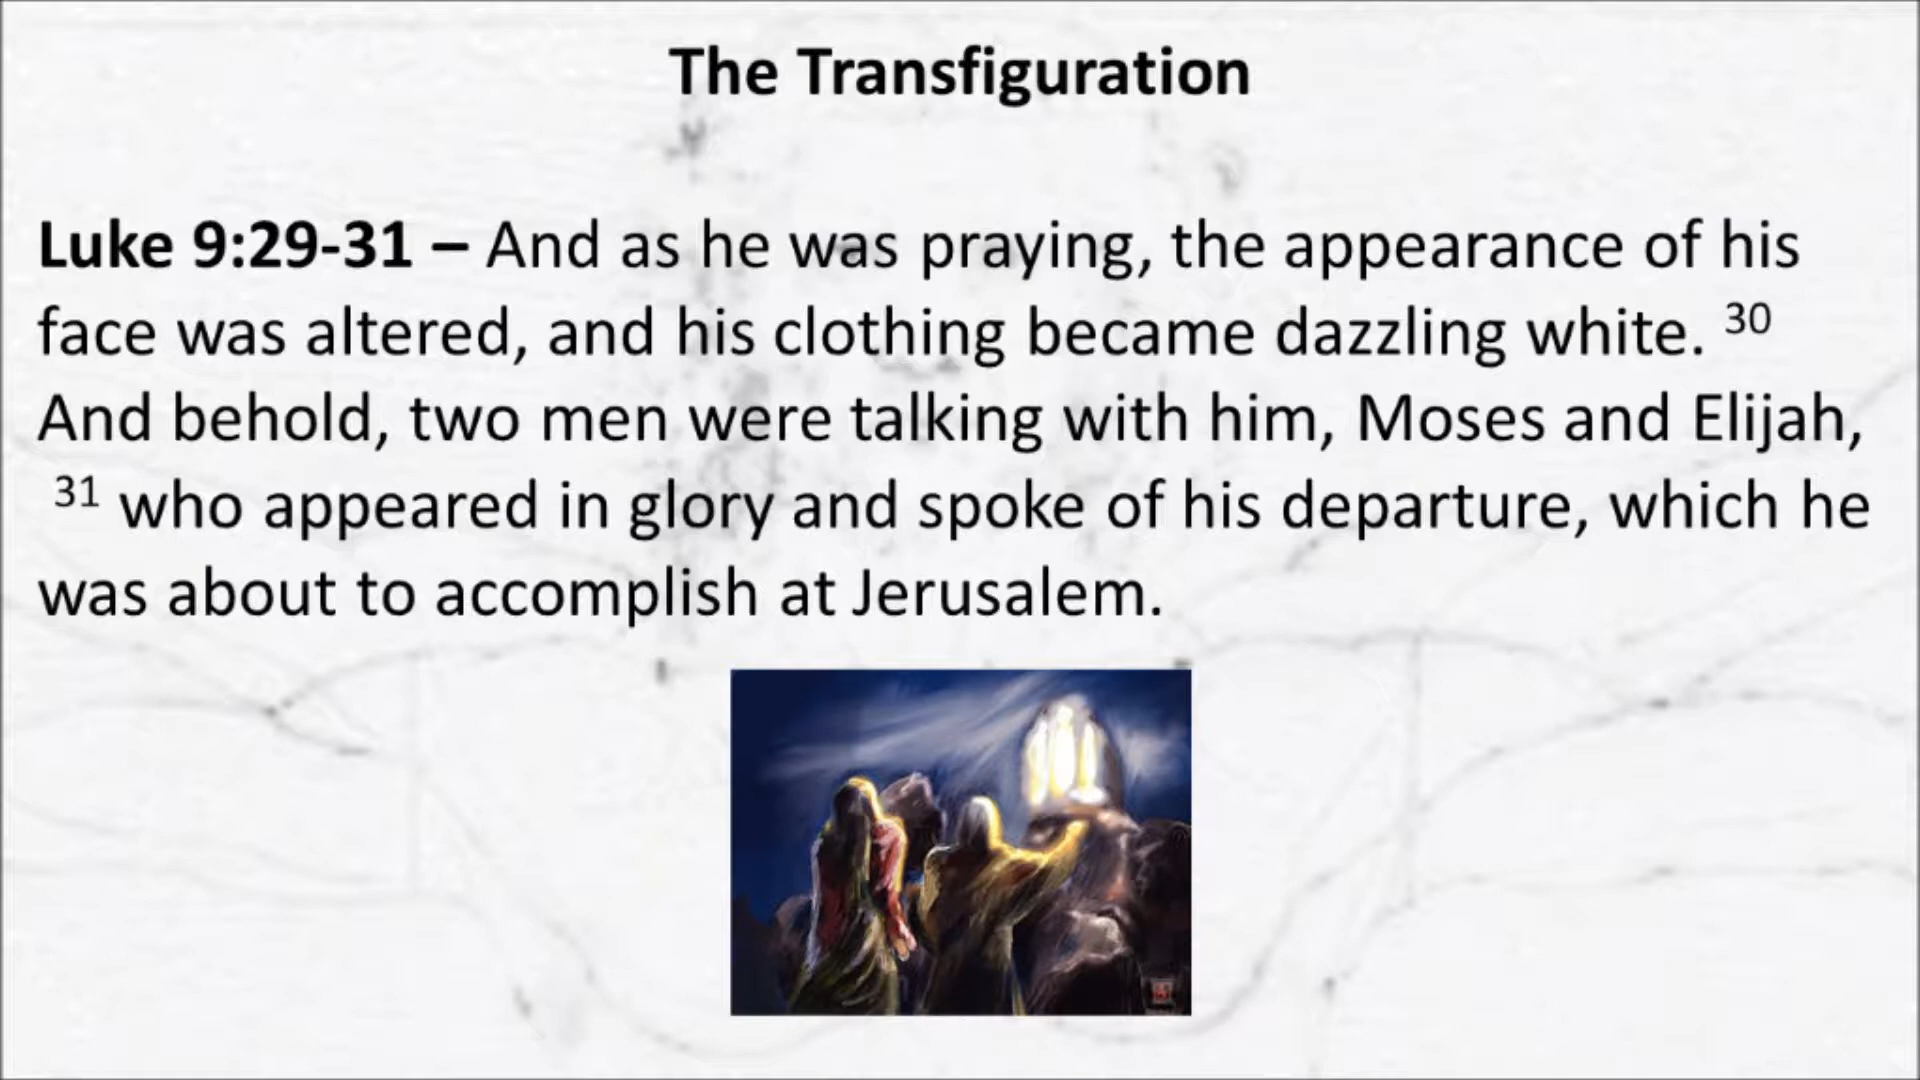 The Transfiguration
Luke 9:29-31 – And as he was praying, the appearance of his
face was altered, and his clothing became dazzling white. 30
And behold, two men were talking with him, Moses and Elijah,
31 who appeared in glory and spoke of his departure, which he
was about to accomplish at Jerusalem.